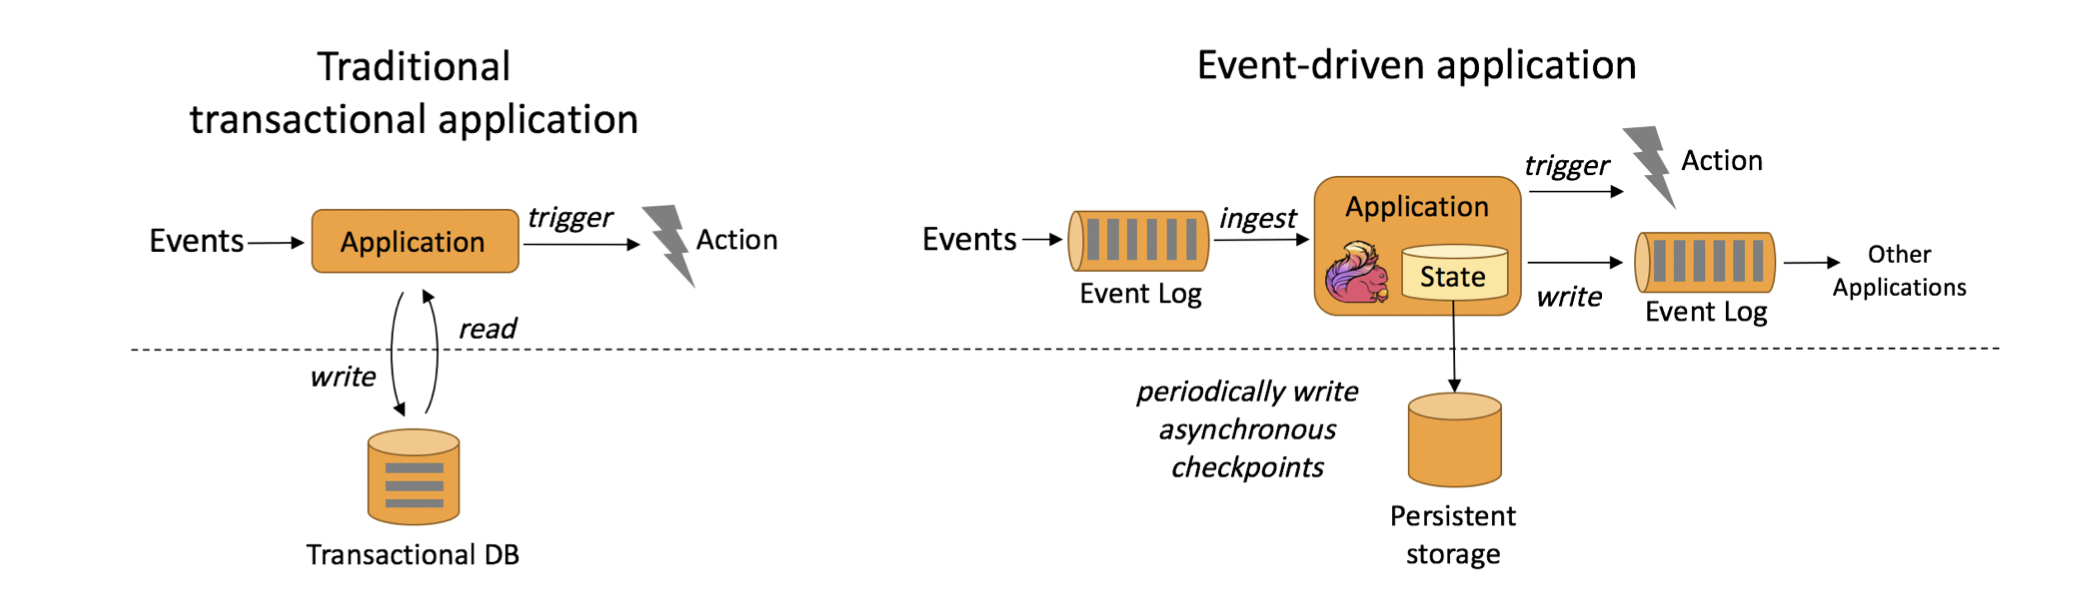 Traditional
transactional application
Events
Application
trigger
Action
read
write
Transactional DB
Event-driven application
Events
Event Log
ingest
Application
State
trigger
Action
write
Event Log
Other
Applications
periodically write
asynchronous
checkpoints
Persistent
storage